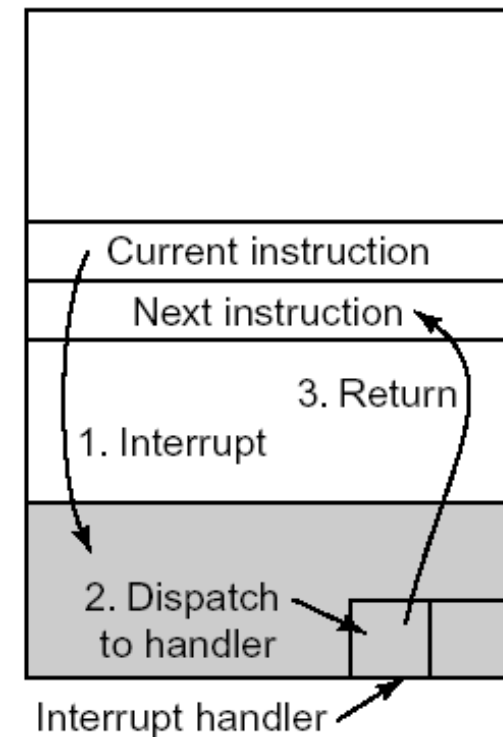 Current instruction
Next instruction
3. Return
1. Interrupt
2. Dispatch
to handler
Interrupt handler